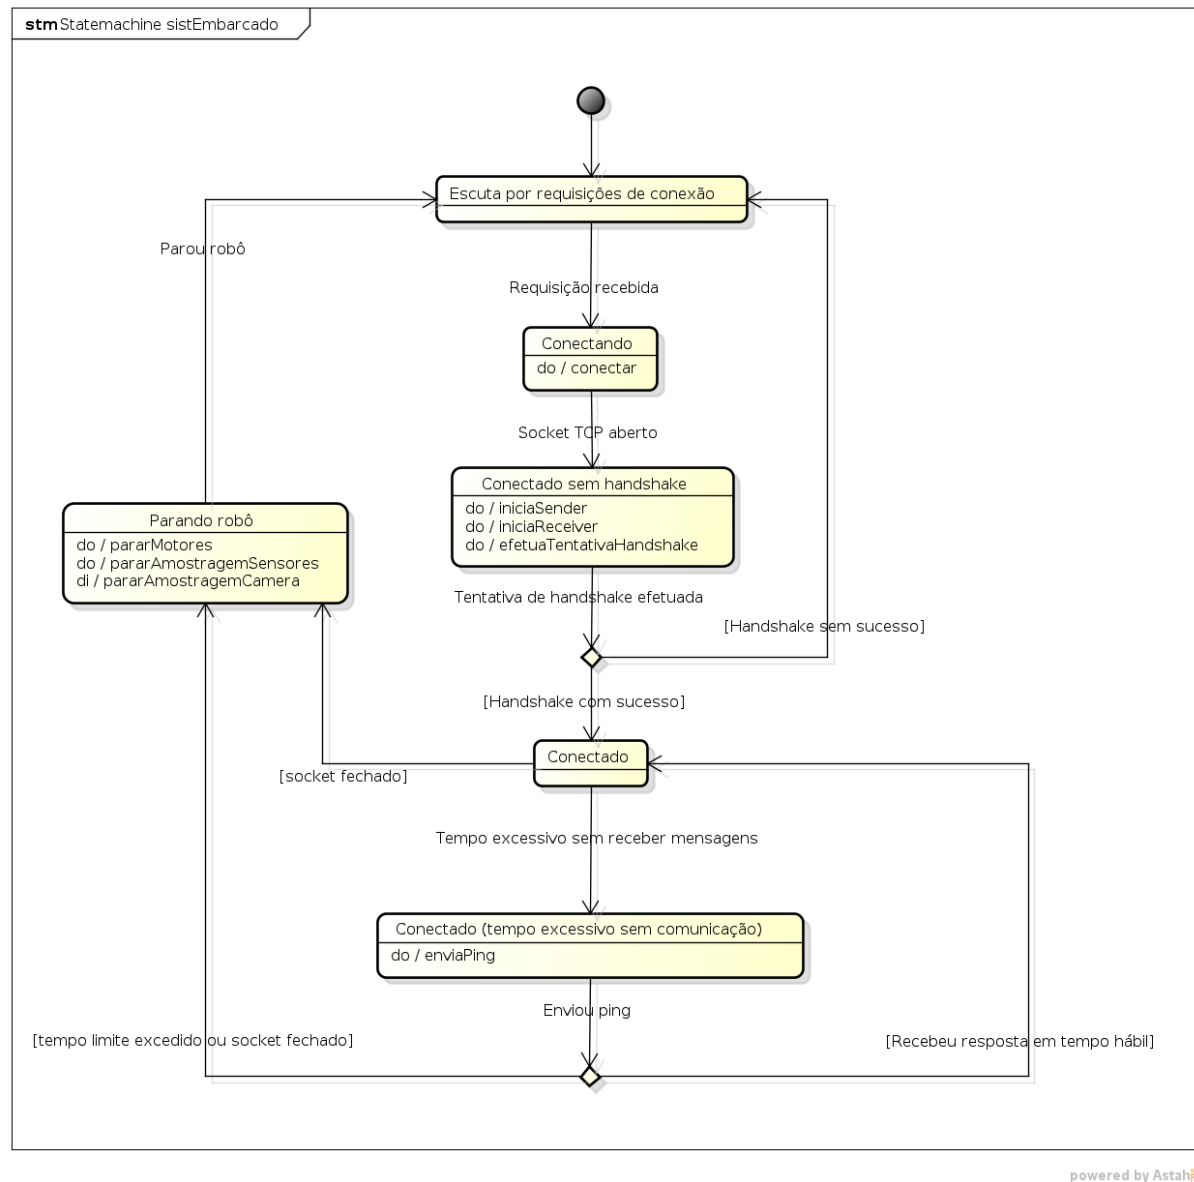 stm Statemachine sistEmbarcado
Escuta por requisições de conexão
Parou robô
Requisição recebida
Conectando
do / conectar
Socket TCP aberto
Conectado sem handshake
do / iniciaSender
do / iniciaReceiver
do / efetuaTentativaHandshake
Parando robô
do / pararMotores
do / pararAmostragemSensores
di / pararAmostragemCamera
Tentativa de handshake efetuada
[Handshake sem sucesso]
[Handshake com sucesso]
Conectado
[socket fechado]
Tempo excessivo sem receber mensagens
Conectado (tempo excessivo sem comunicação)
do / enviaPing
Enviou ping
[tempo limite excedido ou socket fechado]
[Recebeu resposta em tempo hábil]
powered by Astah